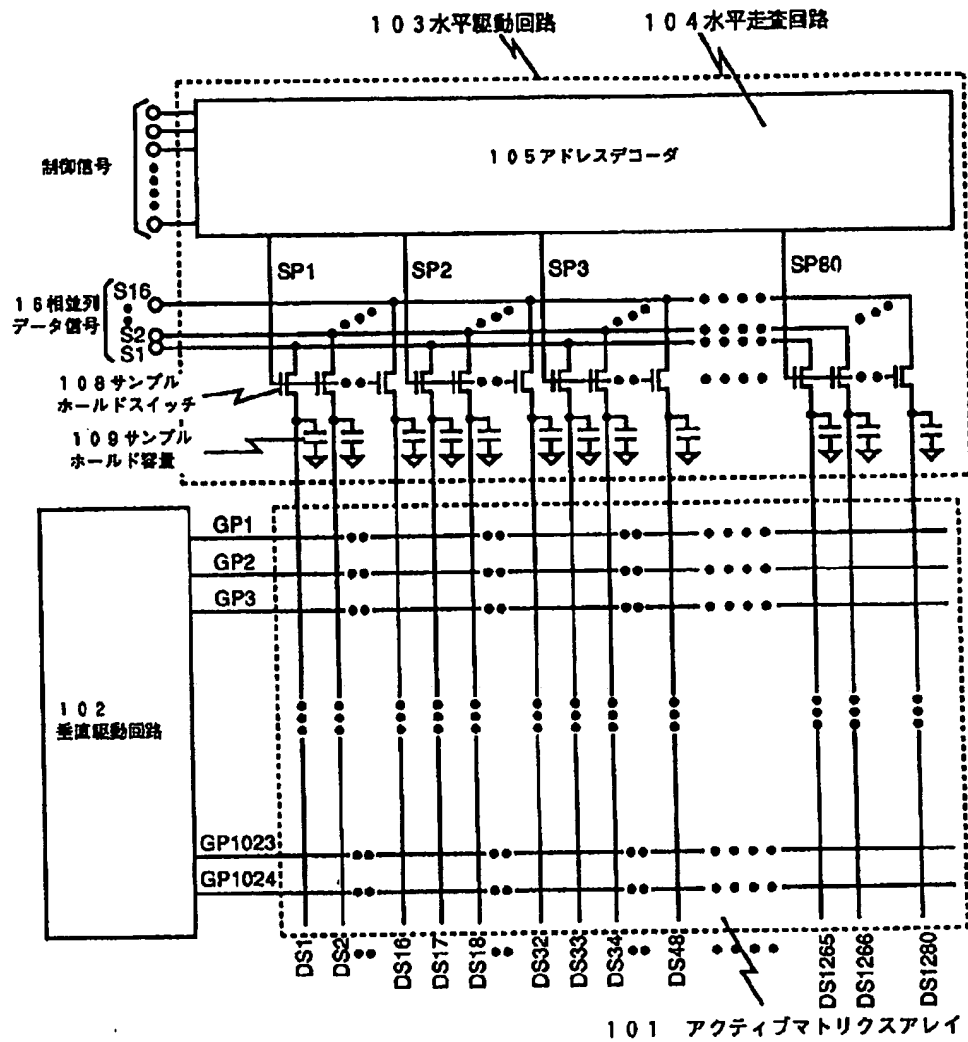 103水平駆動回路
104水平走査回路
制御信号
105アドレスデコーダ
SP1
SP2
SP3
SP80
16相並列
データ信号
S16
S2
S1
108サンプル
ホールドスイッチ
109サンプル
ホールド容量
GP1
GP2
GP3
102
垂直駆動回路
GP1023
GP1024
DS1
DS2
DS16
DS17
DS18
DS32
DS33
DS34
DS48
DS1265
DS1266
DS1280
101 アクティブマトリクスアレイ